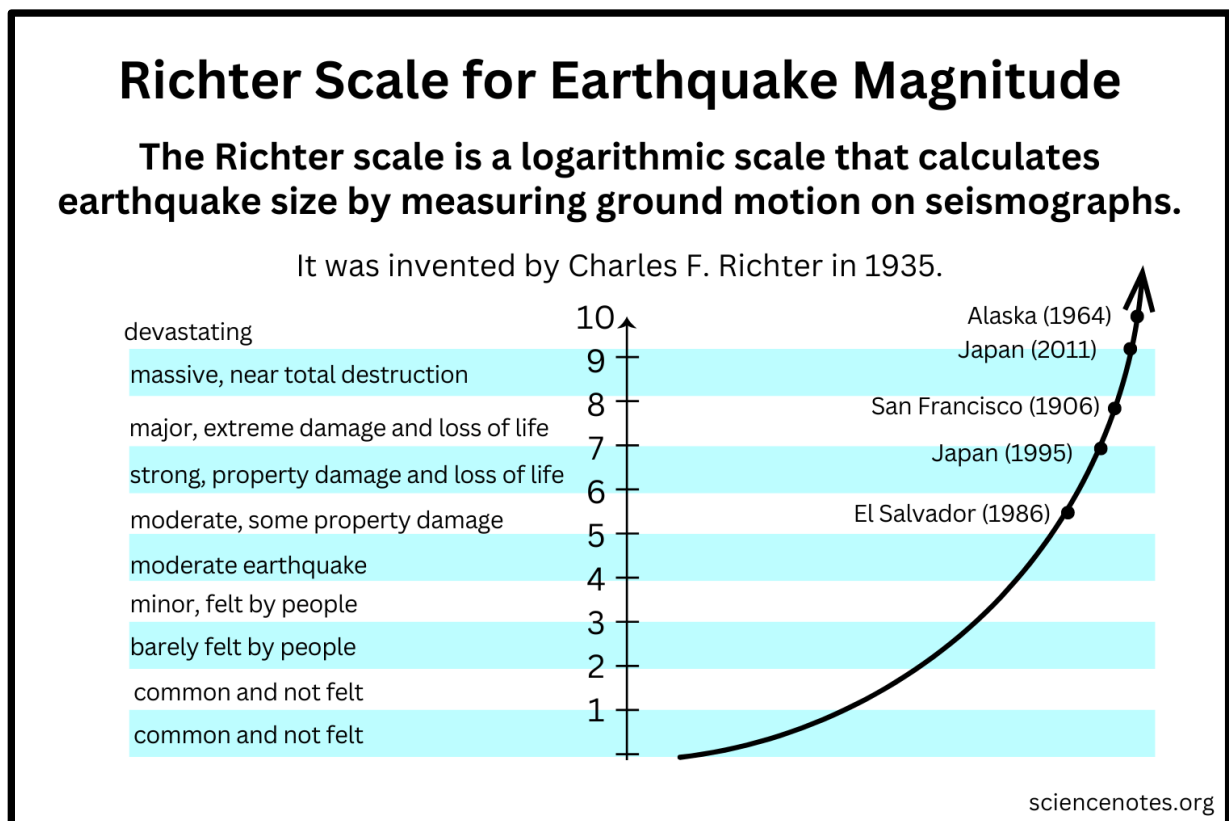 Richter Scale for Earthquake Magnitude
The Richter scale is a logarithmic scale that calculates
earthquake size by measuring ground motion on seismographs.
It was invented by Charles F. Richter in 1935.
devastating
massive, near total destruction
major, extreme damage and loss of life
strong, property damage and loss of life
moderate, some property damage
moderate earthquake
minor, felt by people
barely felt by people
common and not felt
common and not felt
10
9
8
7
6
5
4
3
2
1
Alaska (1964)
Japan (2011)
San Francisco (1906)
Japan (1995)
El Salvador (1986)
sciencenotes.org